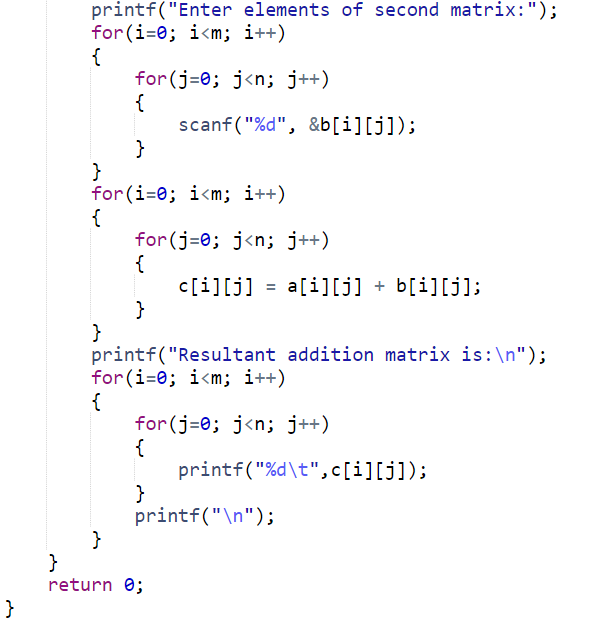 printf("Enter elements of second matrix:");
for(i=0; i<m; i++)
{
for(j=0; j<n; j++)
{
scanf("%d", &b[i][j]);
}
}
for(i=0; i<m; i++)
{
for(j=0; j<n; j++)
{
c[i][j] = a[i][j] + b[i][j];
}
}
printf("Resultant addition matrix is:\n");
for(i=0; i<m; i++)
{
for(j=0; j<n; j++)
{
printf("%d\t",c[i][j]);
}
printf("\n");
}
}
return 0;
}